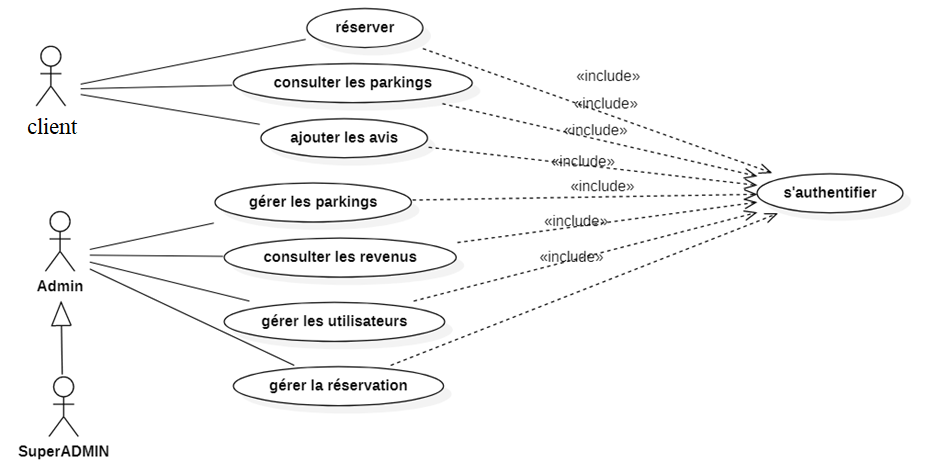 réserver
«include»
client
consulter les parkings
«include»
ajouter les avis
«include»
«include»
s'authentifier
gérer les parkings
«include»
Admin
consulter les revenus
«include»
gérer les utilisateurs
«include»
gérer la réservation
SuperADMIN